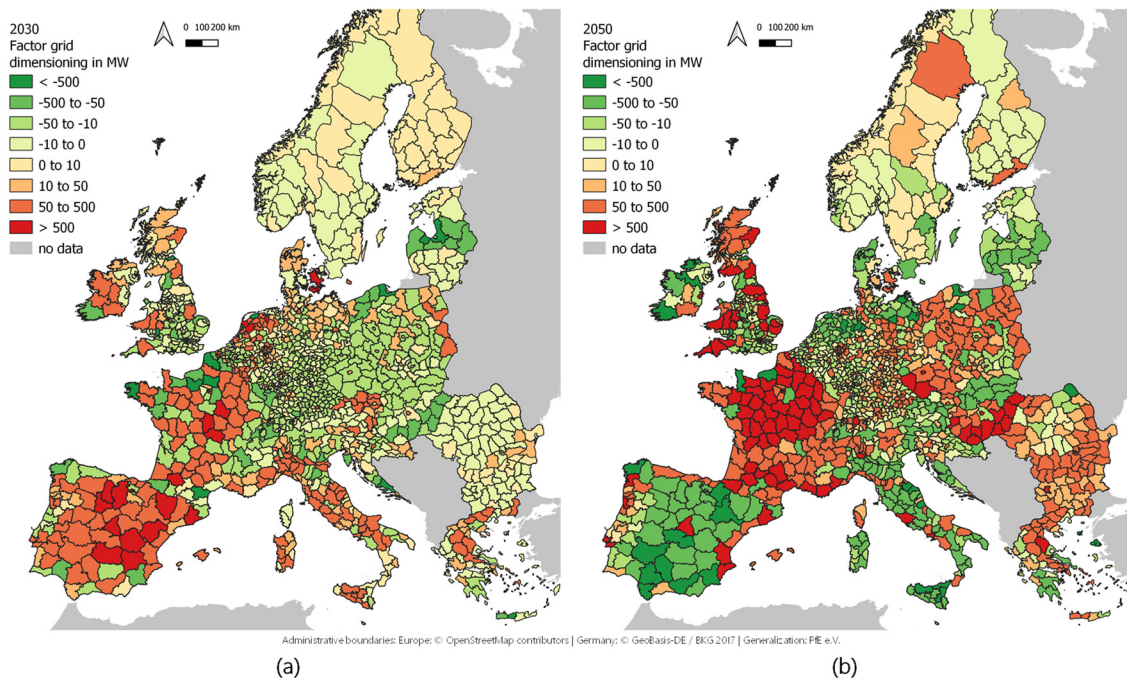 2030
Factor grid
dimensioning in MW
< -500
-500 to -50
-50 to -10
-10 to 0
0 to 10
10 to 50
50 to 500
> 500
no data
0 100 200 km
2050
Factor grid
dimensioning in MW
< -500
-500 to -50
-50 to -10
-10 to 0
0 to 10
10 to 50
50 to 500
> 500
no data
0 100 200 km
Administrative boundaries: Europe: © OpenStreetMap contributors | Germany: © GeoBasis-DE / BKG 2017 | Generalization: FfE e.V.
(a)
(b)